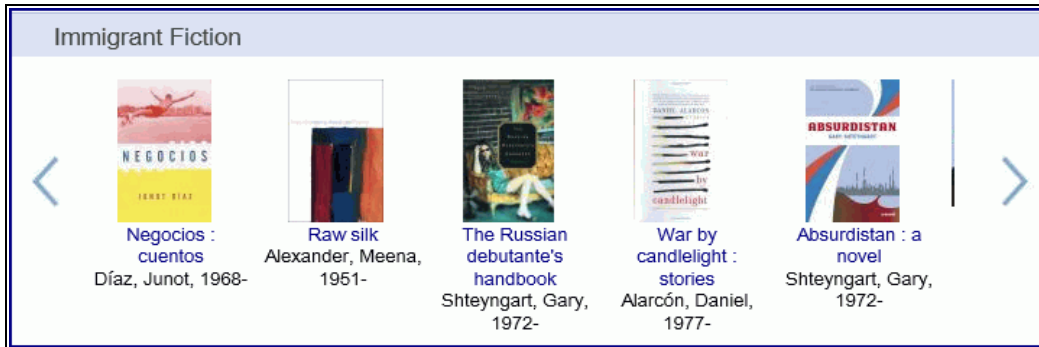 Immigrant Fiction
NEGOCIOS
JUNOT DÍAZ
DANIEL ALARCÓN
war
by
candlelight
ABSURDISTAN
GARY SHTEYNGART
Negocios :
cuentos
Díaz, Junot, 1968-
Raw silk
Alexander, Meena,
1951-
The Russian
debutante's
handbook
Shteyngart, Gary,
1972-
War by
candlelight :
stories
Alarcón, Daniel,
1977-
Absurdistan : a
novel
Shteyngart, Gary,
1972-